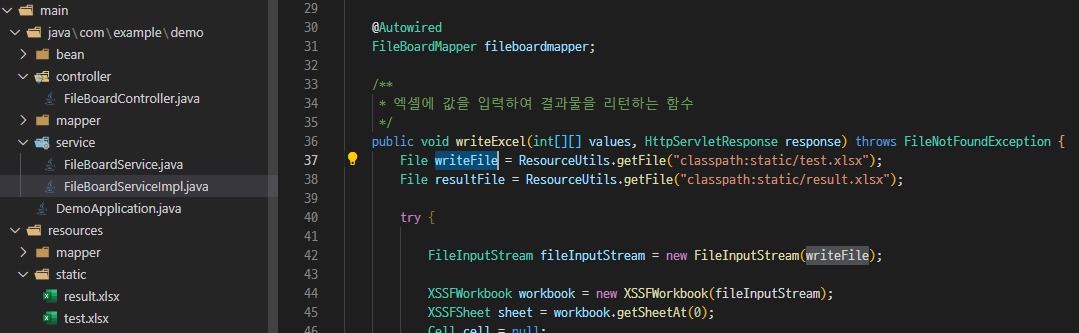 main
java\com\example\demo
bean
controller
FileBoardController.java
mapper
service
FileBoardService.java
FileBoardServiceImpl.java
DemoApplication.java
resources
mapper
static
result.xlsx
test.xlsx
29
30 @Autowired
31 FileBoardMapper fileboardmapper;
32
33 /**
34 * 엑셀에 값을 입력하여 결과물을 리턴하는 함수
35 */
36 public void writeExcel(int[][] values, HttpServletResponse response) throws FileNotFoundException {
37 File writeFile = ResourceUtils.getFile("classpath:static/test.xlsx");
38 File resultFile = ResourceUtils.getFile("classpath:static/result.xlsx");
39
40 try {
41
42 FileInputStream fileInputStream = new FileInputStream(writeFile);
43
44 XSSFWorkbook workbook = new XSSFWorkbook(fileInputStream);
45 XSSFSheet sheet = workbook.getSheetAt(0);
46 Cell cell = null;